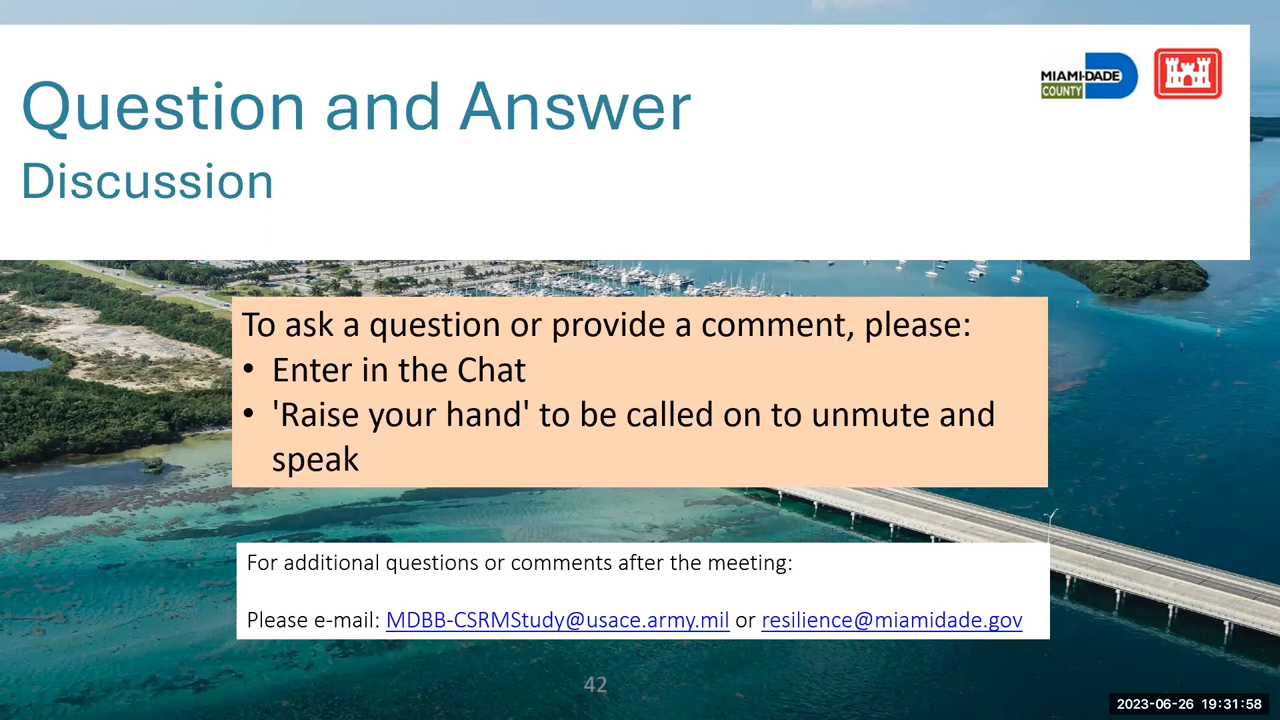 MIAMI-DADE
COUNTY
Question and Answer
Discussion
To ask a question or provide a comment, please:
• Enter in the Chat
• 'Raise your hand' to be called on to unmute and
speak
For additional questions or comments after the meeting:
Please e-mail: MDBB-CSRMStudy@usace.army.mil or resilience@miamidade.gov
42
2023-06-26 19:31:58